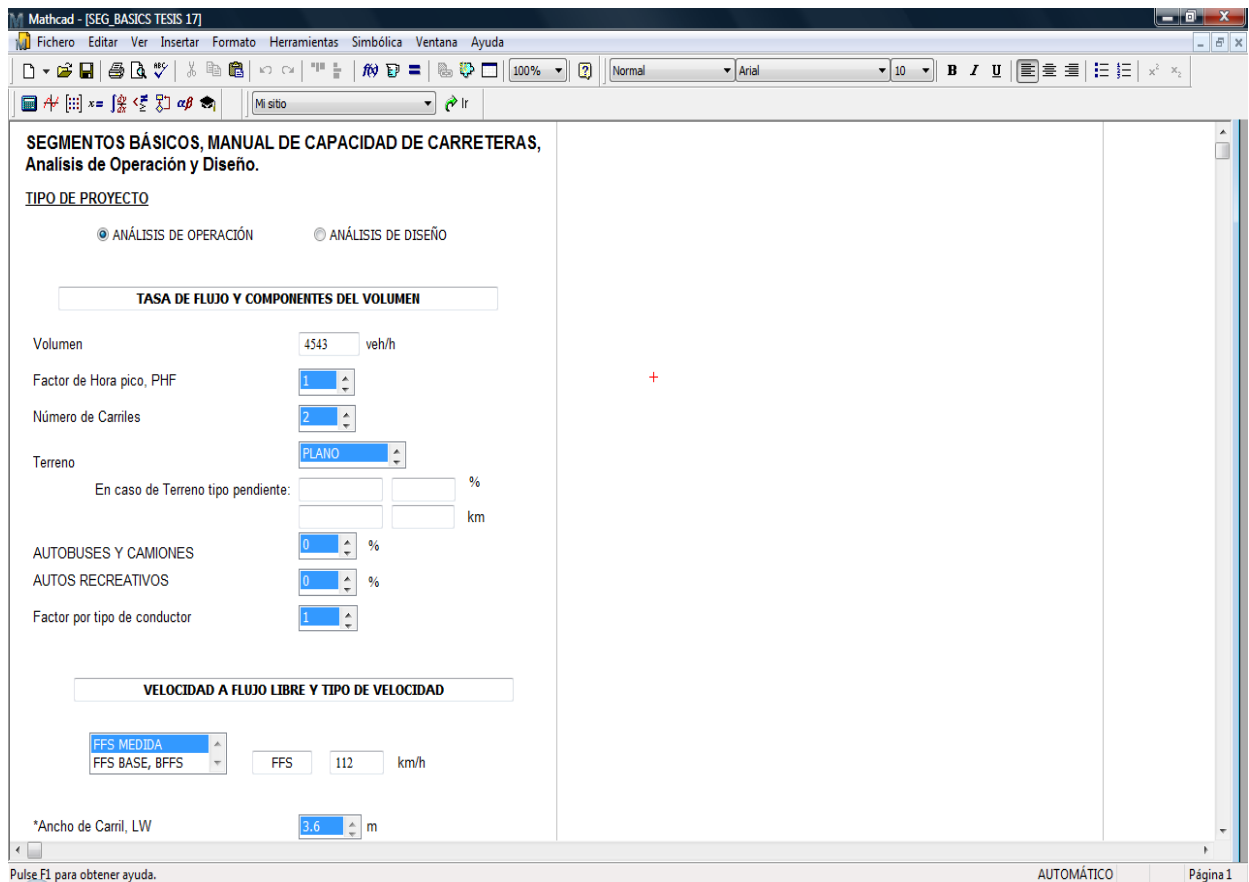 Mathcad - [SEG_BASICS TESIS 17]
Fichero Editar Ver Insertar Formato Herramientas Simbólica Ventana Ayuda
100% Normal Arial 10 B I U x² x₂
x= αβ Mi sitio Ir
SEGMENTOS BÁSICOS, MANUAL DE CAPACIDAD DE CARRETERAS,
Analisis de Operación y Diseño.
TIPO DE PROYECTO
ANÁLISIS DE OPERACIÓN ANÁLISIS DE DISEÑO
TASA DE FLUJO Y COMPONENTES DEL VOLUMEN
Volumen 4543 veh/h
Factor de Hora pico, PHF 1
Número de Carriles 2
Terreno PLANO
En caso de Terreno tipo pendiente: %
km
AUTOBUSES Y CAMIONES 0 %
AUTOS RECREATIVOS 0 %
Factor por tipo de conductor 1
VELOCIDAD A FLUJO LIBRE Y TIPO DE VELOCIDAD
FFS MEDIDA
FFS BASE, BFFS FFS 112 km/h
*Ancho de Carril, LW 3.6 m
Pulse F1 para obtener ayuda. AUTOMÁTICO Página 1